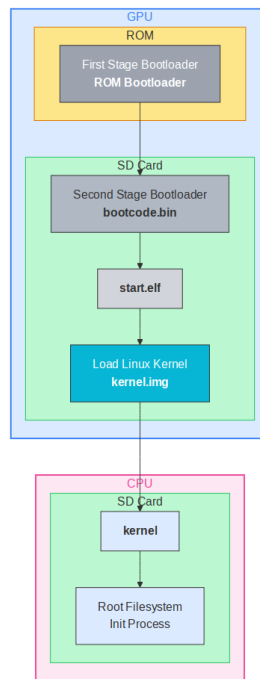 GPU
ROM
First Stage Bootloader
ROM Bootloader
SD Card
Second Stage Bootloader
bootcode.bin
start.elf
Load Linux Kernel
kernel.img
CPU
SD Card
kernel
Root Filesystem
Init Process